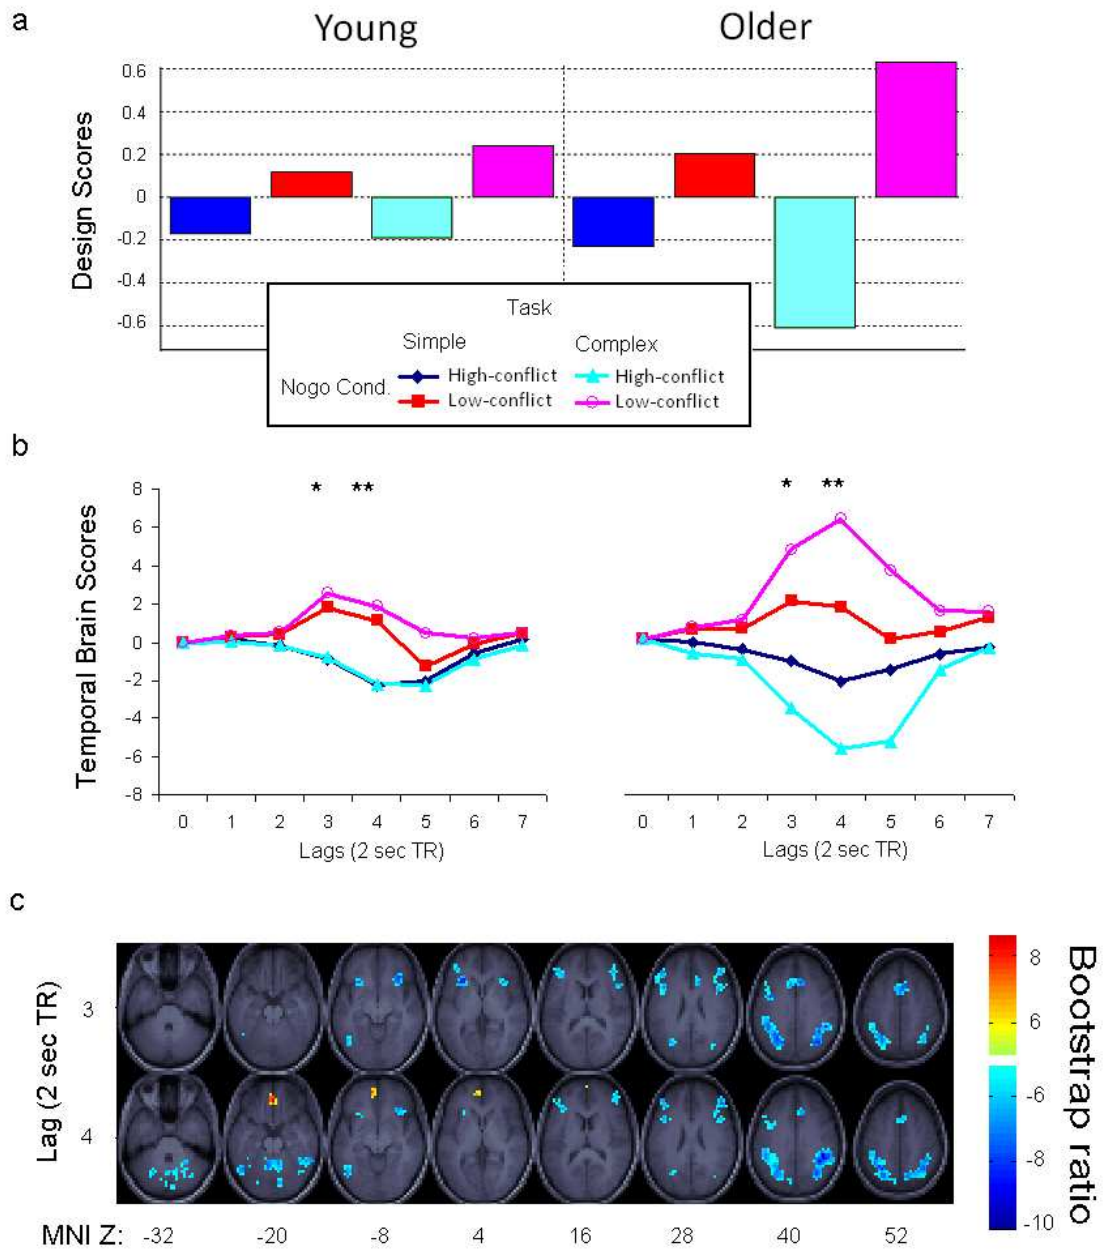 a
Young Older
Design Scores
0.6
0.4
0.2
0
-0.2
-0.4
-0.6
Task
Simple Complex
Nogo Cond.
High-conflict High-conflict
Low-conflict Low-conflict
b
Temporal Brain Scores
8
6
4
2
0
-2
-4
-6
-8
* **
* **
0 1 2 3 4 5 6 7
Lags (2 sec TR)
0 1 2 3 4 5 6 7
Lags (2 sec TR)
c
Lag (2 sec TR)
3
4
MNI Z: -32 -20 -8 4 16 28 40 52
8
6
-6
-8
-10
Bootstrap ratio